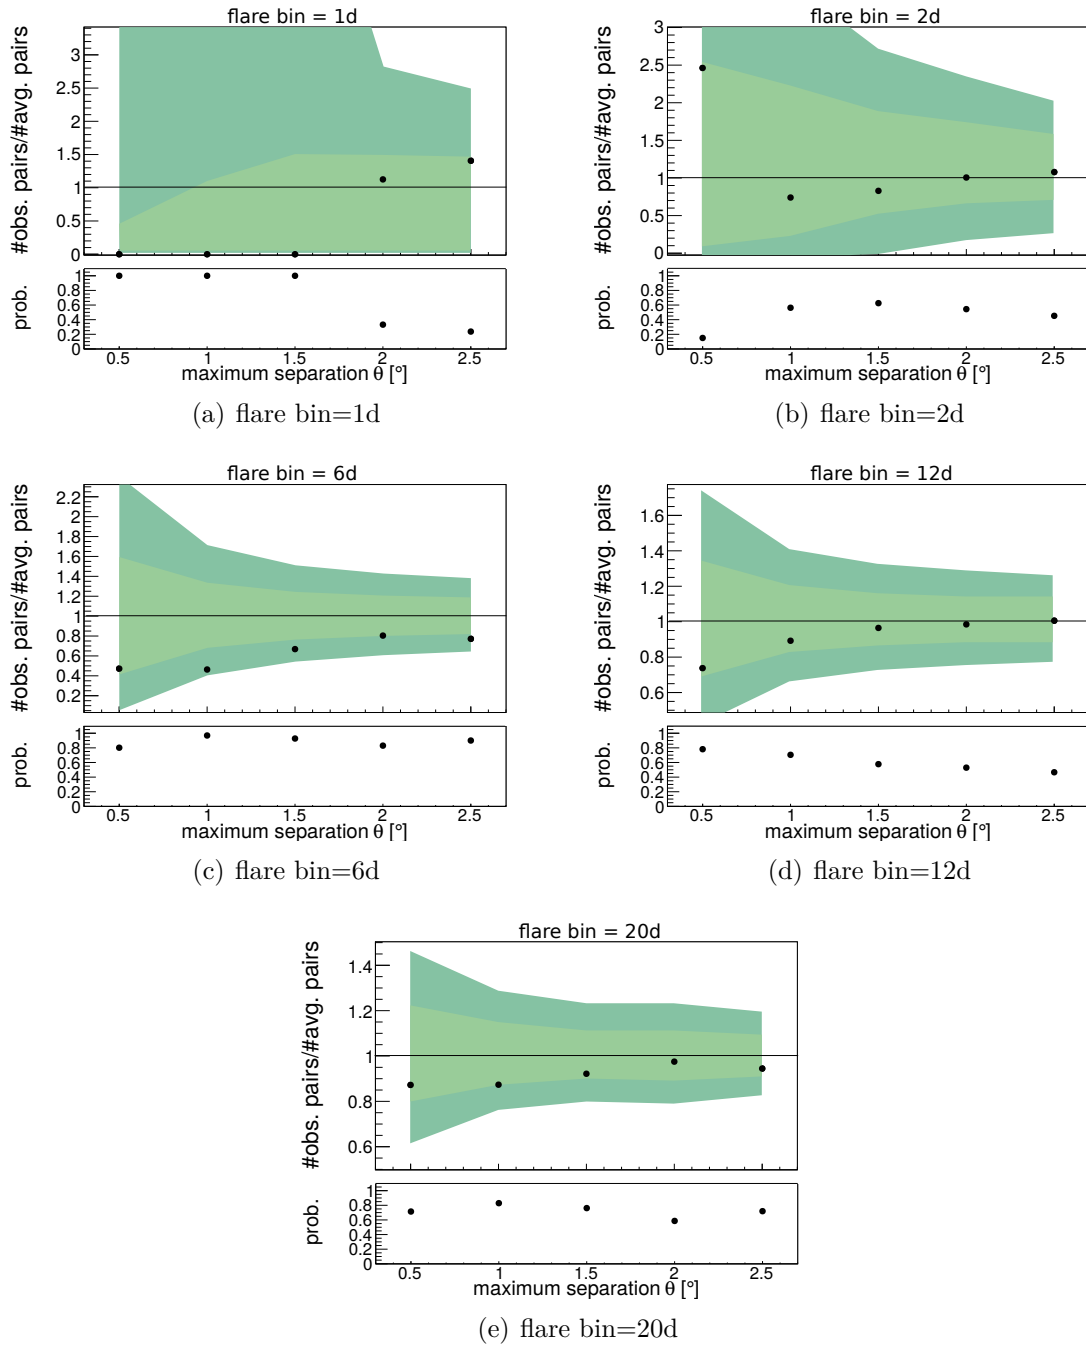 flare bin = 1d
#obs. pairs/#avg. pairs
3
2.5
2
1.5
1
0.5
0
prob.
1
0.8
0.6
0.4
0.2
0
0.5 1 1.5 2 2.5
maximum separation θ [°]
(a) flare bin=1d
flare bin = 2d
#obs. pairs/#avg. pairs
3
2.5
2
1.5
1
0.5
0
prob.
1
0.8
0.6
0.4
0.2
0
0.5 1 1.5 2 2.5
maximum separation θ [°]
(b) flare bin=2d
flare bin = 6d
#obs. pairs/#avg. pairs
2.2
2
1.8
1.6
1.4
1.2
1
0.8
0.6
0.4
0.2
prob.
1
0.8
0.6
0.4
0.2
0
0.5 1 1.5 2 2.5
maximum separation θ [°]
(c) flare bin=6d
flare bin = 12d
#obs. pairs/#avg. pairs
1.6
1.4
1.2
1
0.8
0.6
prob.
1
0.8
0.6
0.4
0.2
0
0.5 1 1.5 2 2.5
maximum separation θ [°]
(d) flare bin=12d
flare bin = 20d
#obs. pairs/#avg. pairs
1.4
1.2
1
0.8
0.6
prob.
1
0.8
0.6
0.4
0.2
0
0.5 1 1.5 2 2.5
maximum separation θ [°]
(e) flare bin=20d